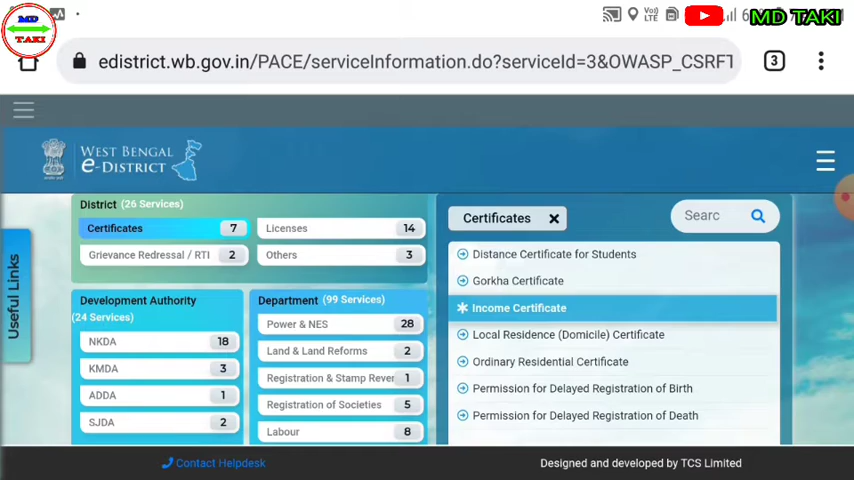 MD
TAKI
VoLTE
MD TAKI
edistrict.wb.gov.in/PACE/serviceInformation.do?serviceId=3&OWASP_CSRFT
3
WEST BENGAL
e-DISTRICT
Useful Links
District (26 Services)
Certificates 7
Licenses 14
Grievance Redressal / RTI 2
Others 3
Development Authority
(24 Services)
NKDA 18
KMDA 3
ADDA 1
SJDA 2
Department (99 Services)
Power & NES 28
Land & Land Reforms 2
Registration & Stamp Rever 1
Registration of Societies 5
Labour 8
Certificates
Searc
Distance Certificate for Students
Gorkha Certificate
Income Certificate
Local Residence (Domicile) Certificate
Ordinary Residential Certificate
Permission for Delayed Registration of Birth
Permission for Delayed Registration of Death
Contact Helpdesk
Designed and developed by TCS Limited